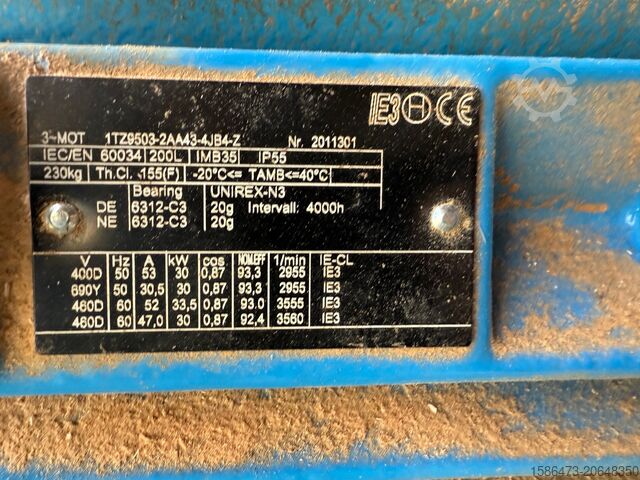 IE3 CE
3~MOT 1TZ9503-2AA43-4JB4-Z Nr. 2011301
IEC/EN 60034 200L IMB35 IP55
230kg Th.Cl. 155(F) -20°C<= TAMB<=40°C
Bearing UNIREX-N3
DE 6312-C3 20g Intervall: 4000h
NE 6312-C3 20g
V Hz A kW cos NOM.EFF 1/min IE-CL
400D 50 53 30 0,87 93,3 2955 IE3
690Y 50 30,5 30 0,87 93,3 2955 IE3
460D 60 52 33,5 0,87 93.0 3555 IE3
460D 60 47,0 30 0,87 92,4 3560 IE3
1586473-20648350